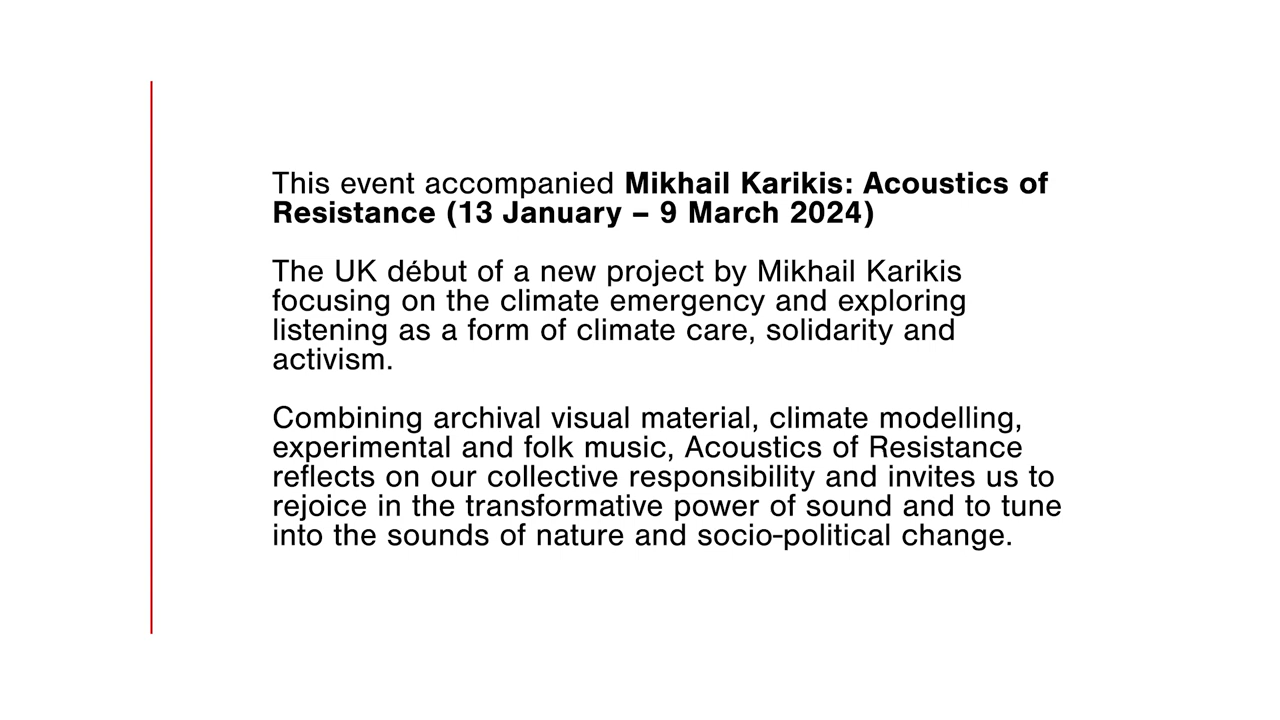 This event accompanied Mikhail Karikis: Acoustics of
Resistance (13 January – 9 March 2024)
The UK début of a new project by Mikhail Karikis
focusing on the climate emergency and exploring
listening as a form of climate care, solidarity and
activism.
Combining archival visual material, climate modelling,
experimental and folk music, Acoustics of Resistance
reflects on our collective responsibility and invites us to
rejoice in the transformative power of sound and to tune
into the sounds of nature and socio-political change.